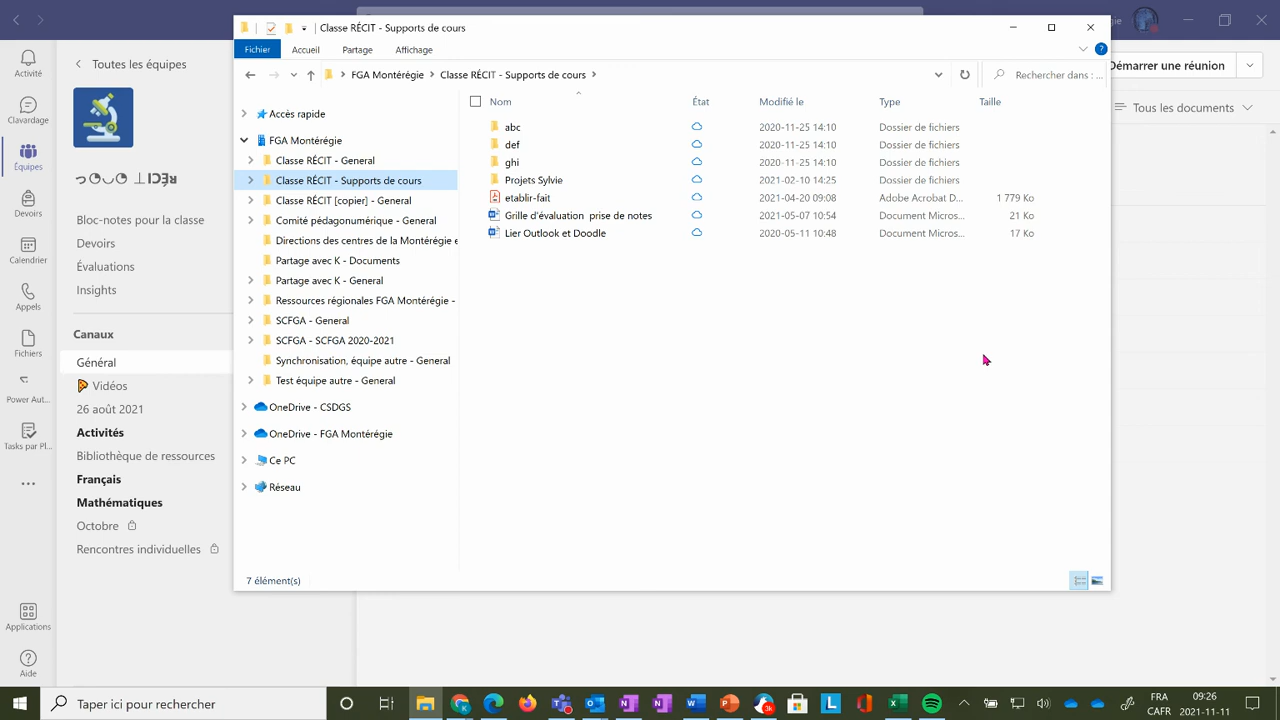 Classe RÉCIT - Supports de cours
Fichier Accueil Partage Affichage
FGA Montérégie Classe RÉCIT - Supports de cours
Rechercher dans : ...
Accès rapide
FGA Montérégie
Classe RÉCIT - General
Classe RÉCIT - Supports de cours
Classe RÉCIT [copier] - General
Comité pédagonumérique - General
Directions des centres de la Montérégie e
Partage avec K - Documents
Partage avec K - General
Ressources régionales FGA Montérégie -
SCFGA - General
SCFGA - SCFGA 2020-2021
Synchronisation, équipe autre - General
Test équipe autre - General
OneDrive - CSDGS
OneDrive - FGA Montérégie
Ce PC
Réseau
7 élément(s)
Nom État Modifié le Type Taille
abc 2020-11-25 14:10 Dossier de fichiers
def 2020-11-25 14:10 Dossier de fichiers
ghi 2020-11-25 14:10 Dossier de fichiers
Projets Sylvie 2021-02-10 14:25 Dossier de fichiers
etablir-fait 2021-04-20 09:08 Adobe Acrobat D... 1 779 Ko
Grille d'évaluation prise de notes 2021-05-07 10:54 Document Micros... 21 Ko
Lier Outlook et Doodle 2020-05-11 10:48 Document Micros... 17 Ko
Activité
Clavardage
Équipes
Devoirs
Calendrier
Appels
Fichiers
Power Aut...
Tasks par Pl...
Applications
Aide
Toutes les équipes
Bloc-notes pour la classe
Devoirs
Évaluations
Insights
Canaux
Général
Vidéos
26 août 2021
Activités
Bibliothèque de ressources
Français
Mathématiques
Octobre
Rencontres individuelles
Démarrer une réunion
Tous les documents
Taper ici pour rechercher
FRA
CAFR
09:26
2021-11-11